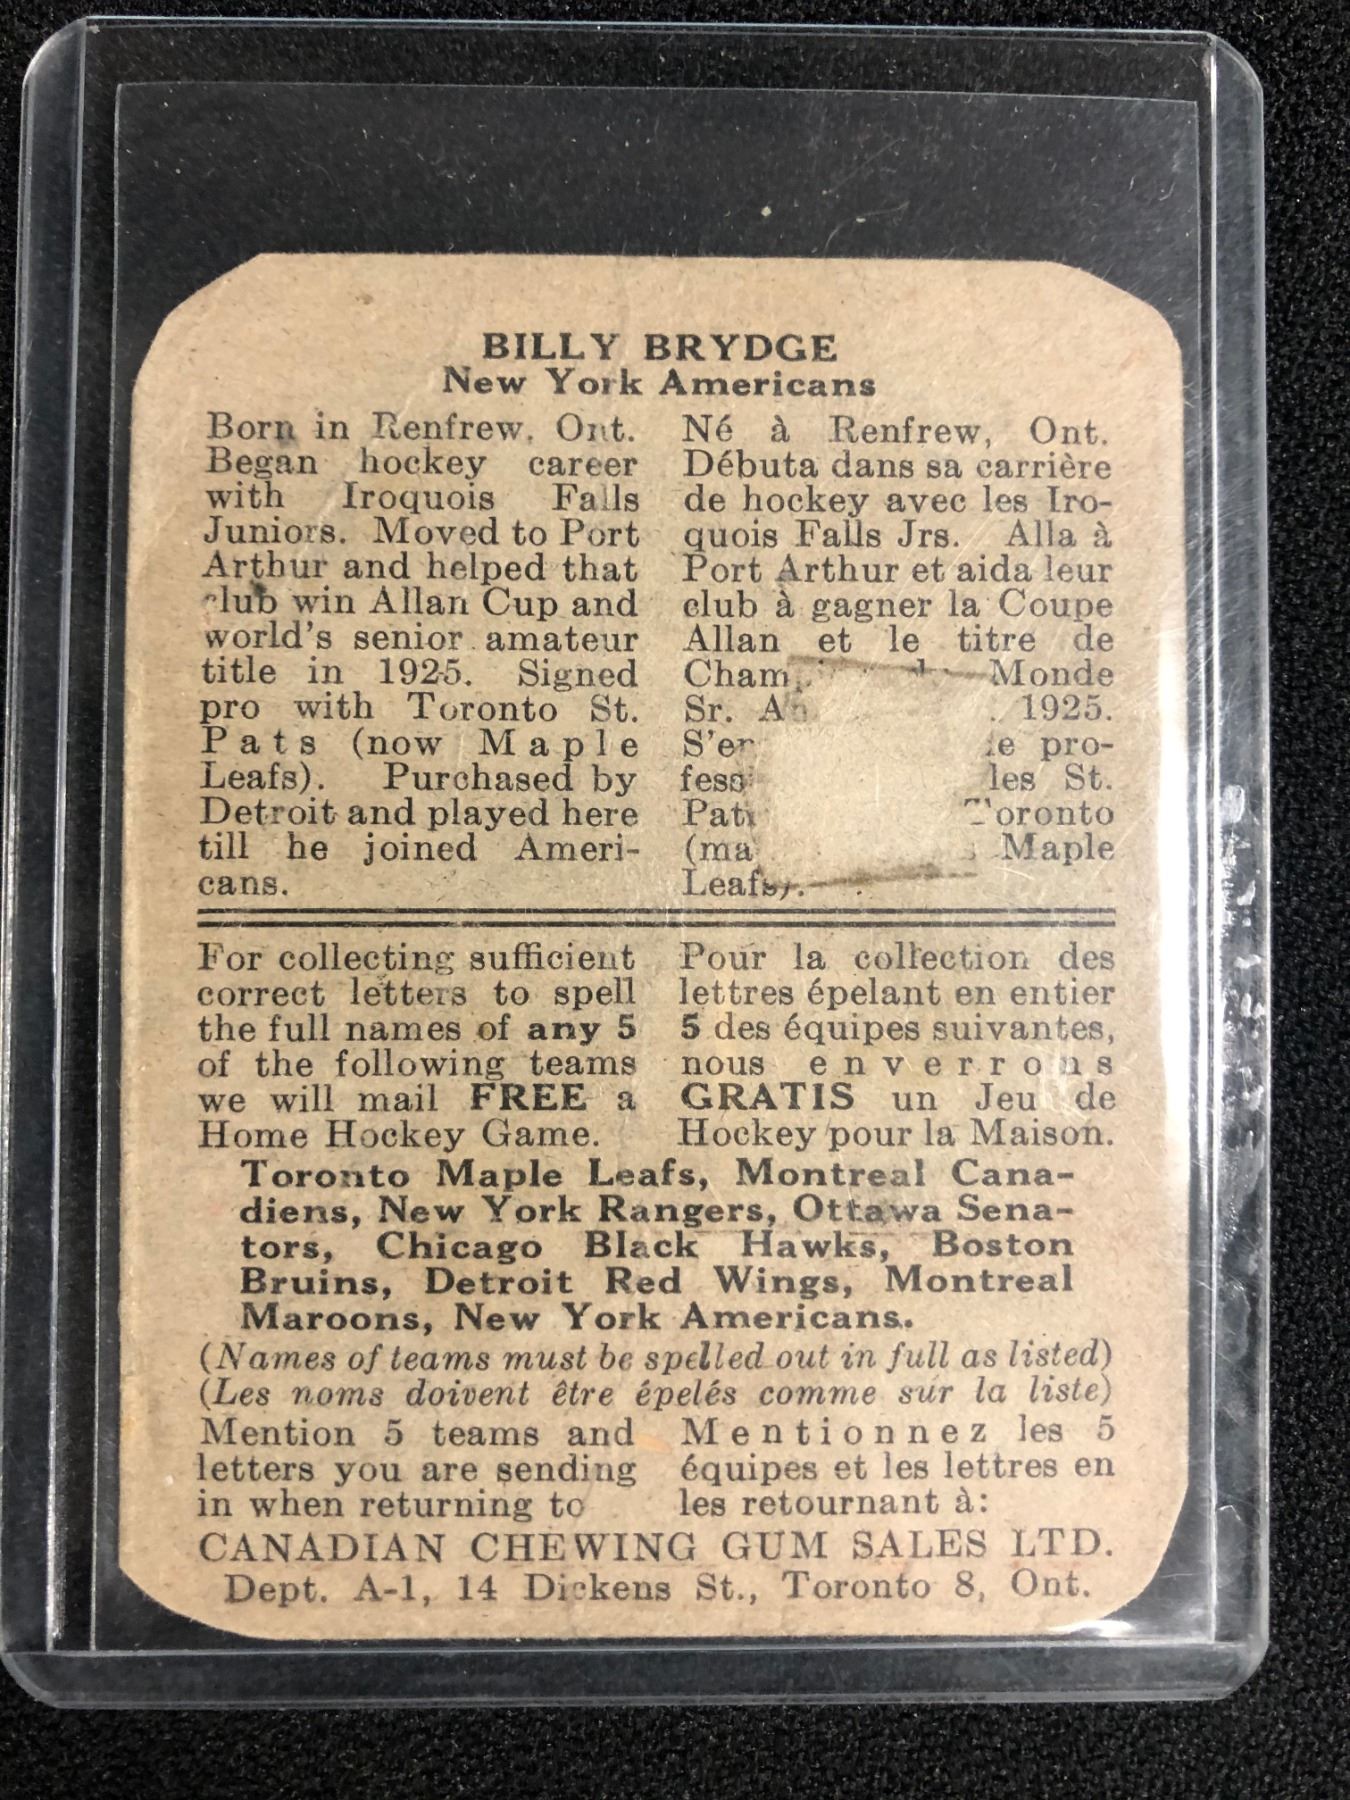 BILLY BRYDGE
New York Americans
Born in Renfrew, Ont.
Began hockey career
with Iroquois Falls
Juniors. Moved to Port
Arthur and helped that
club win Allan Cup and
world's senior amateur
title in 1925. Signed
pro with Toronto St.
Pats (now Maple
Leafs). Purchased by
Detroit and played here
till he joined Ameri-
cans.
Né à Renfrew, Ont.
Débuta dans sa carrière
de hockey avec les Iro-
quois Falls Jrs. Alla à
Port Arthur et aida leur
club à gagner la Coupe
Allan et le titre de
Monde
Sr. 1925.
pro-
les St.
Toronto
Maple
Leafs).
For collecting sufficient
correct letters to spell
the full names of any 5
of the following teams
we will mail FREE a
Home Hockey Game.
Pour la collection des
lettres épelant en entier
5 des équipes suivantes,
nous enverrons
GRATIS un Jeu de
Hockey pour la Maison.
Toronto Maple Leafs, Montreal Cana-
diens, New York Rangers, Ottawa Sena-
tors, Chicago Black Hawks, Boston
Bruins, Detroit Red Wings, Montreal
Maroons, New York Americans.
(Names of teams must be spelled out in full as listed)
(Les noms doivent être épelés comme sur la liste)
Mention 5 teams and
letters you are sending
in when returning to
Mentionnez les 5
équipes et les lettres en
les retournant à:
CANADIAN CHEWING GUM SALES LTD.
Dept. A-1, 14 Dickens St., Toronto 8, Ont.